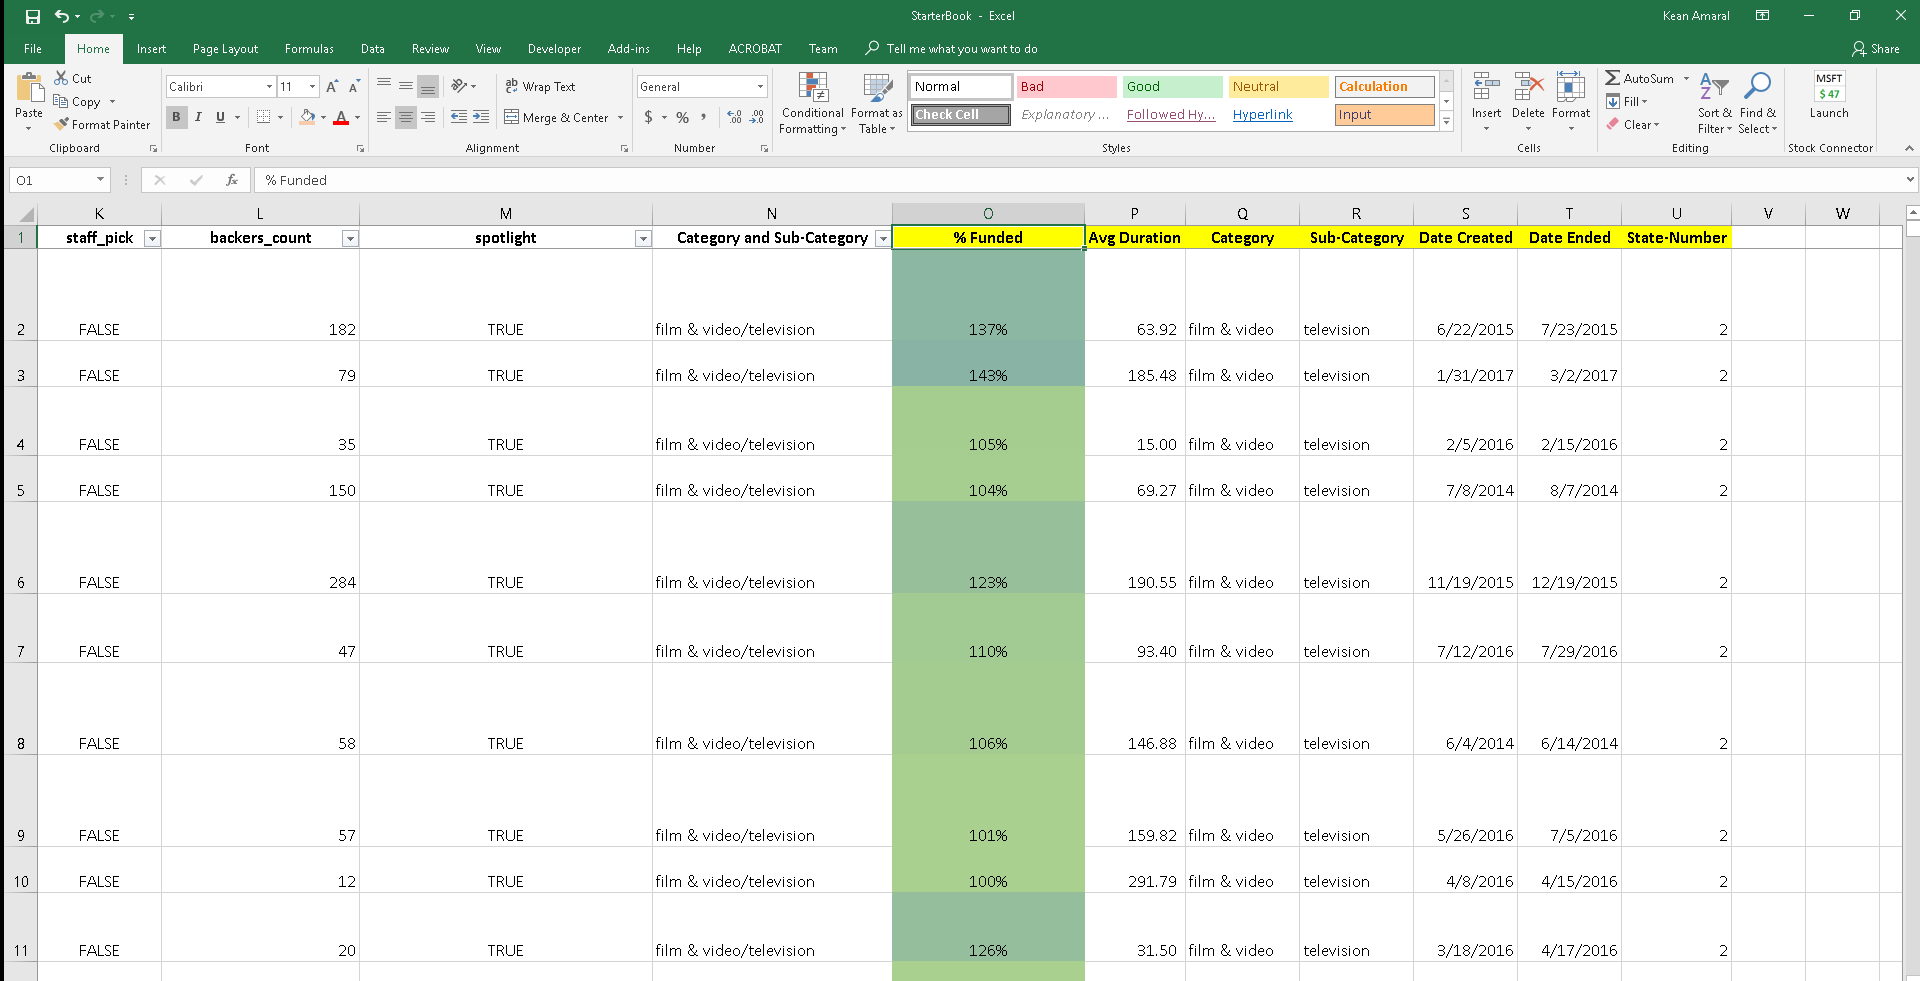 StarterBook - Excel
Kean Amaral
File Home Insert Page Layout Formulas Data Review View Developer Add-ins Help ACROBAT Team Tell me what you want to do Share
Paste
Cut
Copy
Format Painter
Clipboard
Calibri 11
B I U
Font
Wrap Text
Merge & Center
Alignment
General
$ % ,
Number
Conditional Formatting
Format as Table
Normal Bad Good Neutral Calculation
Check Cell Explanatory ... Followed Hy... Hyperlink Input
Styles
Insert Delete Format
Cells
AutoSum
Fill
Clear
Sort & Filter
Find & Select
Editing
MSFT
$ 47
Launch
Stock Connector
O1 fx % Funded
K L M N O P Q R S T U V W
1 staff_pick backers_count spotlight Category and Sub-Category % Funded Avg Duration Category Sub-Category Date Created Date Ended State-Number
2 FALSE 182 TRUE film & video/television 137% 63.92 film & video television 6/22/2015 7/23/2015 2
3 FALSE 79 TRUE film & video/television 143% 185.48 film & video television 1/31/2017 3/2/2017 2
4 FALSE 35 TRUE film & video/television 105% 15.00 film & video television 2/5/2016 2/15/2016 2
5 FALSE 150 TRUE film & video/television 104% 69.27 film & video television 7/8/2014 8/7/2014 2
6 FALSE 284 TRUE film & video/television 123% 190.55 film & video television 11/19/2015 12/19/2015 2
7 FALSE 47 TRUE film & video/television 110% 93.40 film & video television 7/12/2016 7/29/2016 2
8 FALSE 58 TRUE film & video/television 106% 146.88 film & video television 6/4/2014 6/14/2014 2
9 FALSE 57 TRUE film & video/television 101% 159.82 film & video television 5/26/2016 7/5/2016 2
10 FALSE 12 TRUE film & video/television 100% 291.79 film & video television 4/8/2016 4/15/2016 2
11 FALSE 20 TRUE film & video/television 126% 31.50 film & video television 3/18/2016 4/17/2016 2